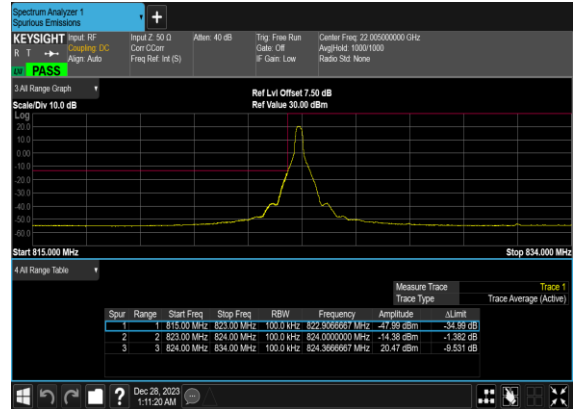 Spectrum Analyzer 1
Spurious Emissions
KEYSIGHT Input: RF Input Z: 50 Ω Atten: 40 dB Trig: Free Run Center Freq: 22.005000000 GHz
R T Coupling: DC Corr CCorr Gate: Off Avg|Hold: 1000/1000
Align: Auto Freq Ref: Int (S) IF Gain: Low Radio Std: None
PASS
3 All Range Graph
Ref Lvl Offset 7.50 dB
Scale/Div 10.0 dB Ref Value 30.00 dBm
Log
20.0
10.0
0.00
-10.0
-20.0
-30.0
-40.0
-50.0
-60.0
Start 815.000 MHz Stop 834.000 MHz
4 All Range Table
Measure Trace Trace 1
Trace Type Trace Average (Active)
Spur Range Start Freq Stop Freq RBW Frequency Amplitude ΔLimit
1 1 815.00 MHz 823.00 MHz 100.0 kHz 822.9066667 MHz -47.99 dBm -34.99 dB
2 2 823.00 MHz 824.00 MHz 100.0 kHz 824.0000000 MHz -14.38 dBm -1.382 dB
3 3 824.00 MHz 834.00 MHz 100.0 kHz 824.3666667 MHz 20.47 dBm -9.531 dB
? Dec 28, 2023
1:11:20 AM